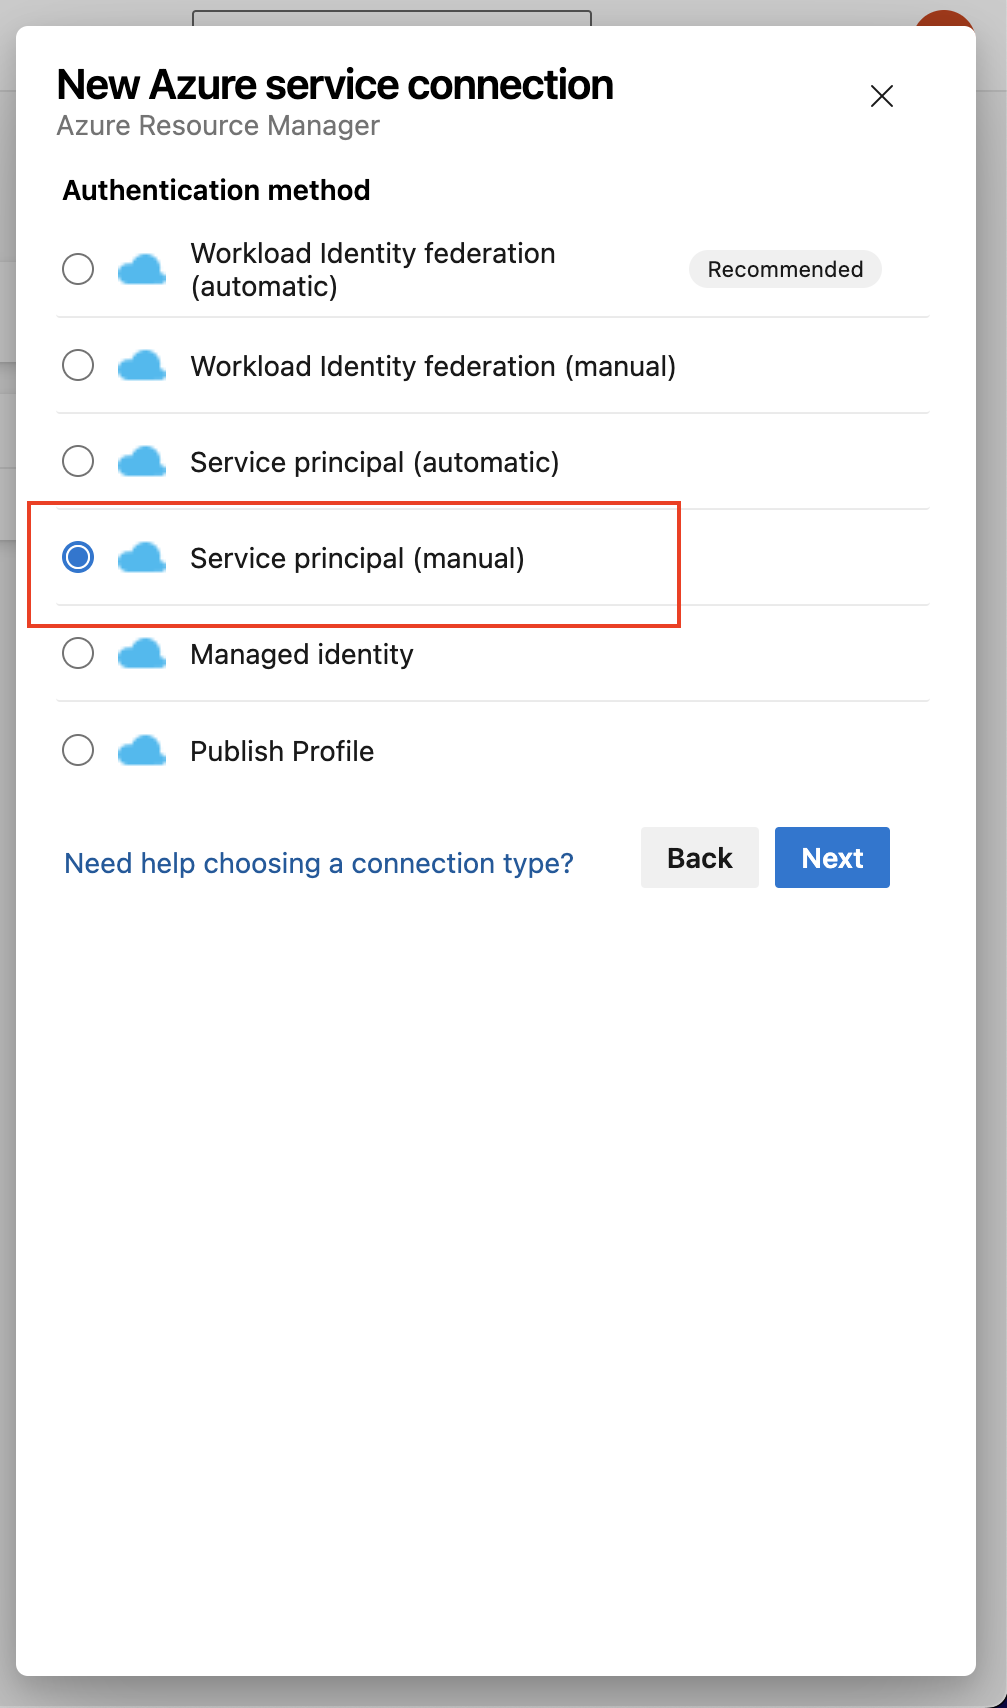 New Azure service connection
Azure Resource Manager
Authentication method
Workload Identity federation
(automatic)
Recommended
Workload Identity federation (manual)
Service principal (automatic)
Service principal (manual)
Managed identity
Publish Profile
Need help choosing a connection type?
Back
Next